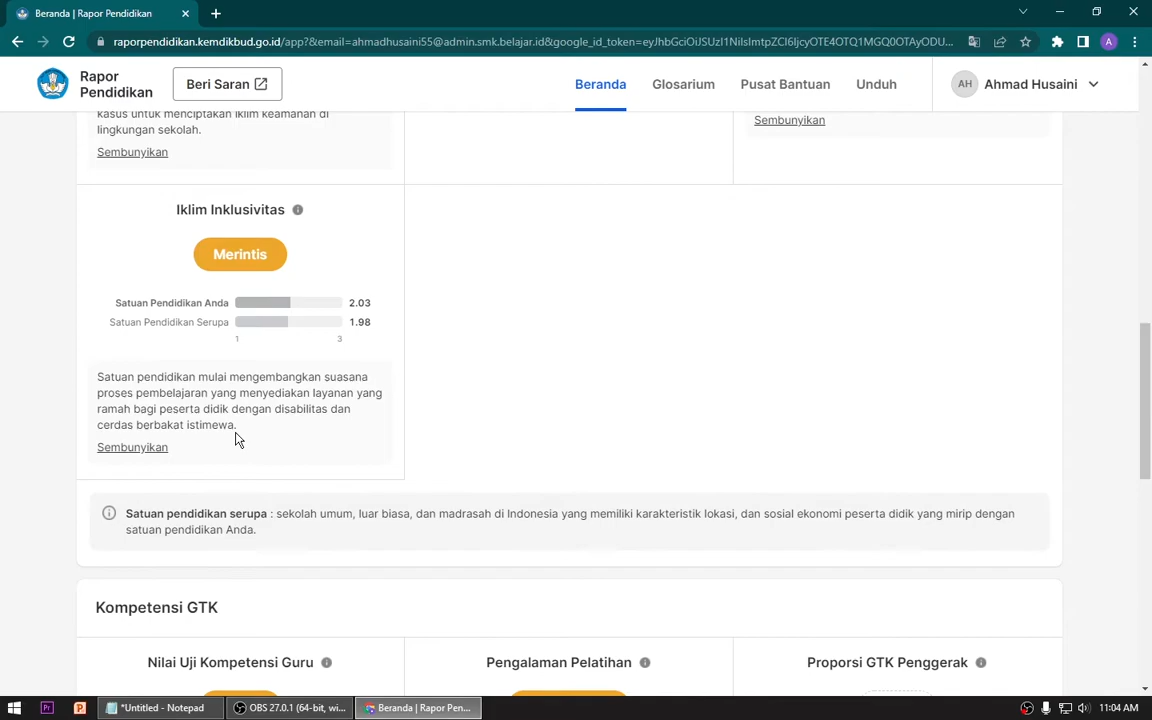 Beranda | Rapor Pendidikan
raporpendidikan.kemdikbud.go.id/app?&email=ahmadhusaini55@admin.smk.belajar.id&google_id_token=
Rapor Pendidikan
Beri Saran
Beranda
Glosarium
Pusat Bantuan
Unduh
AH
Ahmad Husaini
A
kasus untuk menciptakan iklim keamanan di
lingkungan sekolah.
Sembunyikan
Sembunyikan
Iklim Inklusivitas
Merintis
Satuan Pendidikan Anda 2.03
Satuan Pendidikan Serupa 1.98
1 3
Satuan pendidikan mulai mengembangkan suasana
proses pembelajaran yang menyediakan layanan yang
ramah bagi peserta didik dengan disabilitas dan
cerdas berbakat istimewa.
Sembunyikan
Satuan pendidikan serupa : sekolah umum, luar biasa, dan madrasah di Indonesia yang memiliki karakteristik lokasi, dan sosial ekonomi peserta didik yang mirip dengan
satuan pendidikan Anda.
Kompetensi GTK
Nilai Uji Kompetensi Guru
Pengalaman Pelatihan
Proporsi GTK Penggerak
*Untitled - Notepad
OBS 27.0.1 (64-bit, wi...
Beranda | Rapor Pen...
11:04 AM